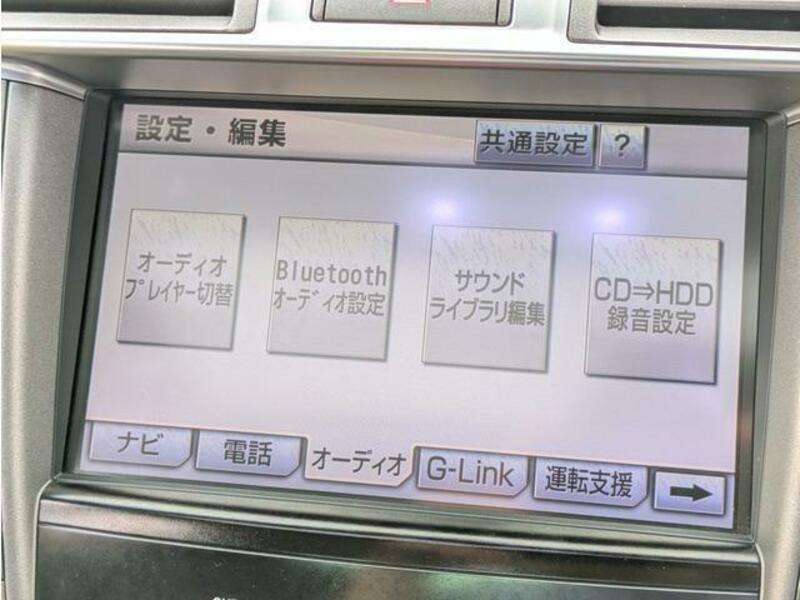 設定・編集
共通設定
?
オーディオ
プレイヤー切替
Bluetooth
オーディオ設定
サウンド
ライブラリ編集
CD⇒HDD
録音設定
ナビ
電話
オーディオ
G-Link
運転支援